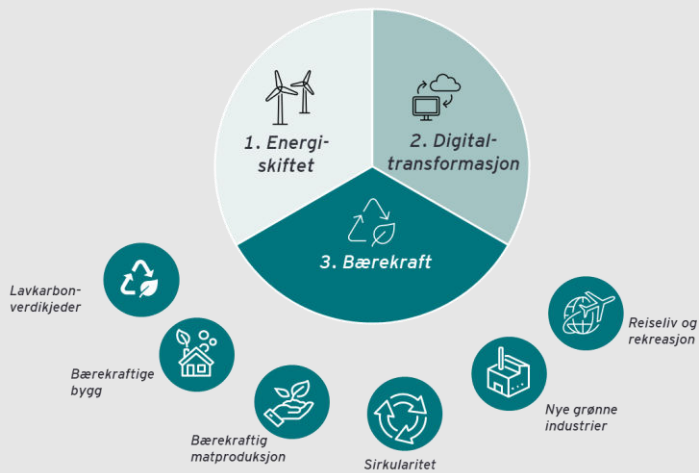 1. Energi-
skiftet
2. Digital-
transformasjon
3. Bærekraft
Lavkarbon-
verdikjeder
Bærekraftige
bygg
Bærekraftig
matproduksjon
Sirkularitet
Nye grønne
industrier
Reiseliv og
rekreasjon